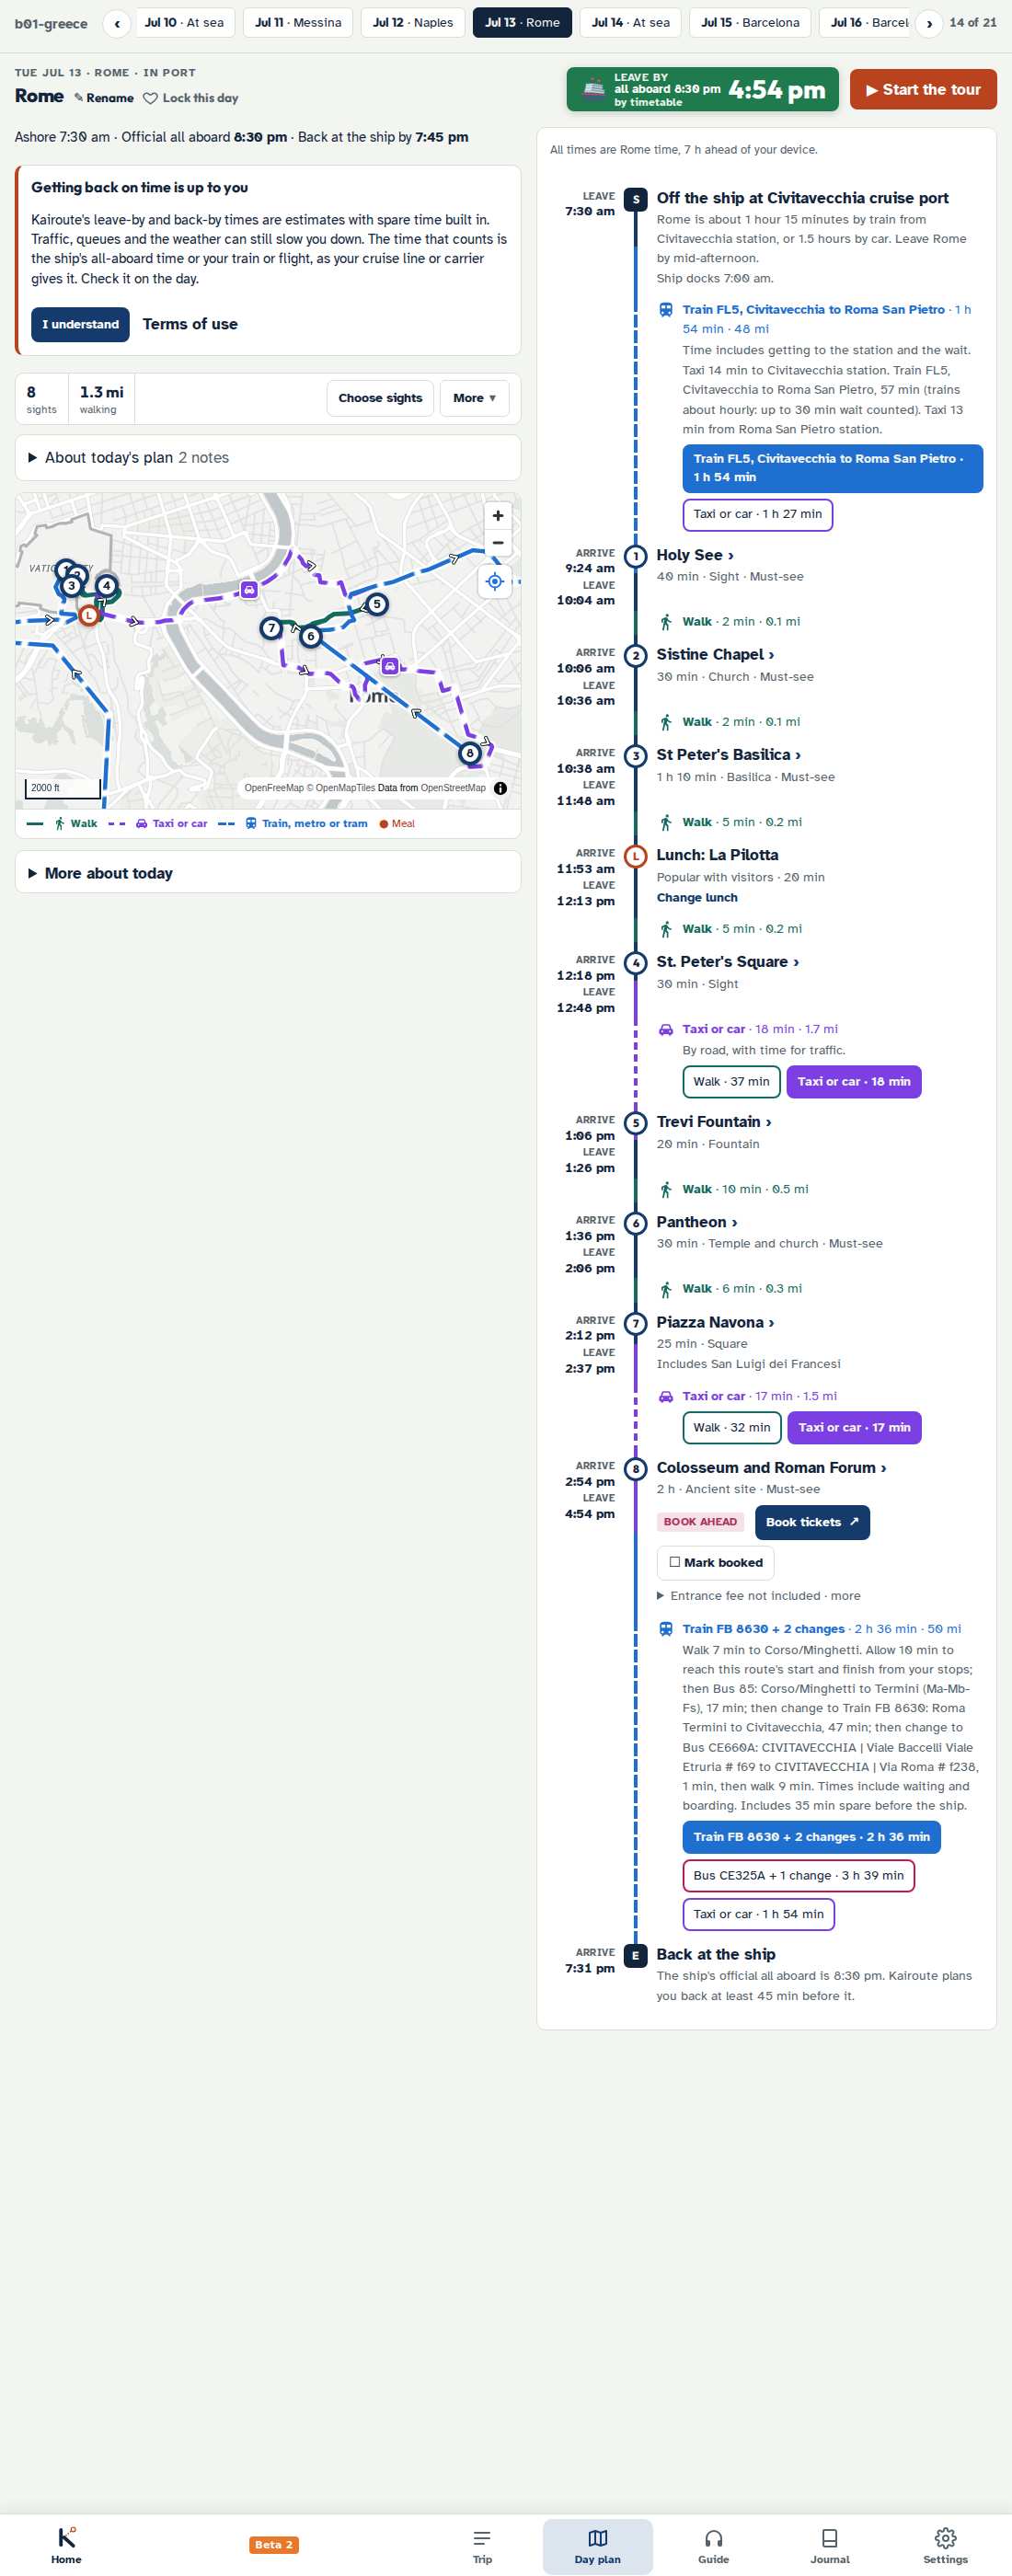 b01-greece
‹
Jul 10 · At sea
Jul 11 · Messina
Jul 12 · Naples
Jul 13 · Rome
Jul 14 · At sea
Jul 15 · Barcelona
Jul 16 · Barcel
›
14 of 21
TUE JUL 13 · ROME · IN PORT
Rome ✎ Rename Lock this day
LEAVE BY
all aboard 8:30 pm
by timetable
4:54 pm
▶ Start the tour
Ashore 7:30 am · Official all aboard 8:30 pm · Back at the ship by 7:45 pm
Getting back on time is up to you
Kairoute's leave-by and back-by times are estimates with spare time built in.
Traffic, queues and the weather can still slow you down. The time that counts is
the ship's all-aboard time or your train or flight, as your cruise line or carrier
gives it. Check it on the day.
I understand
Terms of use
8
sights
1.3 mi
walking
Choose sights
More ▼
▶ About today's plan 2 notes
+
−
1
2
3
4
L
5
6
7
8
2000 ft
OpenFreeMap © OpenMapTiles Data from OpenStreetMap
Walk
Taxi or car
Train, metro or tram
Meal
▶ More about today
All times are Rome time, 7 h ahead of your device.
LEAVE
7:30 am
S
Off the ship at Civitavecchia cruise port
Rome is about 1 hour 15 minutes by train from
Civitavecchia station, or 1.5 hours by car. Leave Rome
by mid-afternoon.
Ship docks 7:00 am.
Train FL5, Civitavecchia to Roma San Pietro · 1 h
54 min · 48 mi
Time includes getting to the station and the wait.
Taxi 14 min to Civitavecchia station. Train FL5,
Civitavecchia to Roma San Pietro, 57 min (trains
about hourly: up to 30 min wait counted). Taxi 13
min from Roma San Pietro station.
Train FL5, Civitavecchia to Roma San Pietro ·
1 h 54 min
Taxi or car · 1 h 27 min
ARRIVE
9:24 am
LEAVE
10:04 am
1
Holy See ›
40 min · Sight · Must-see
Walk · 2 min · 0.1 mi
ARRIVE
10:06 am
LEAVE
10:36 am
2
Sistine Chapel ›
30 min · Church · Must-see
Walk · 2 min · 0.1 mi
ARRIVE
10:38 am
LEAVE
11:48 am
3
St Peter's Basilica ›
1 h 10 min · Basilica · Must-see
Walk · 5 min · 0.2 mi
ARRIVE
11:53 am
LEAVE
12:13 pm
L
Lunch: La Pilotta
Popular with visitors · 20 min
Change lunch
Walk · 5 min · 0.2 mi
ARRIVE
12:18 pm
LEAVE
12:48 pm
4
St. Peter's Square ›
30 min · Sight
Taxi or car · 18 min · 1.7 mi
By road, with time for traffic.
Walk · 37 min
Taxi or car · 18 min
ARRIVE
1:06 pm
LEAVE
1:26 pm
5
Trevi Fountain ›
20 min · Fountain
Walk · 10 min · 0.5 mi
ARRIVE
1:36 pm
LEAVE
2:06 pm
6
Pantheon ›
30 min · Temple and church · Must-see
Walk · 6 min · 0.3 mi
ARRIVE
2:12 pm
LEAVE
2:37 pm
7
Piazza Navona ›
25 min · Square
Includes San Luigi dei Francesi
Taxi or car · 17 min · 1.5 mi
Walk · 32 min
Taxi or car · 17 min
ARRIVE
2:54 pm
LEAVE
4:54 pm
8
Colosseum and Roman Forum ›
2 h · Ancient site · Must-see
BOOK AHEAD
Book tickets ↗
Mark booked
▶ Entrance fee not included · more
Train FB 8630 + 2 changes · 2 h 36 min · 50 mi
Walk 7 min to Corso/Minghetti. Allow 10 min to
reach this route's start and finish from your stops;
then Bus 85: Corso/Minghetti to Termini (Ma-Mb-
Fs), 17 min; then change to Train FB 8630: Roma
Termini to Civitavecchia, 47 min; then change to
Bus CE660A: CIVITAVECCHIA | Viale Baccelli Viale
Etruria # f69 to CIVITAVECCHIA | Via Roma # f238,
1 min, then walk 9 min. Times include waiting and
boarding. Includes 35 min spare before the ship.
Train FB 8630 + 2 changes · 2 h 36 min
Bus CE325A + 1 change · 3 h 39 min
Taxi or car · 1 h 54 min
ARRIVE
7:31 pm
E
Back at the ship
The ship's official all aboard is 8:30 pm. Kairoute plans
you back at least 45 min before it.
Home
Beta 2
Trip
Day plan
Guide
Journal
Settings